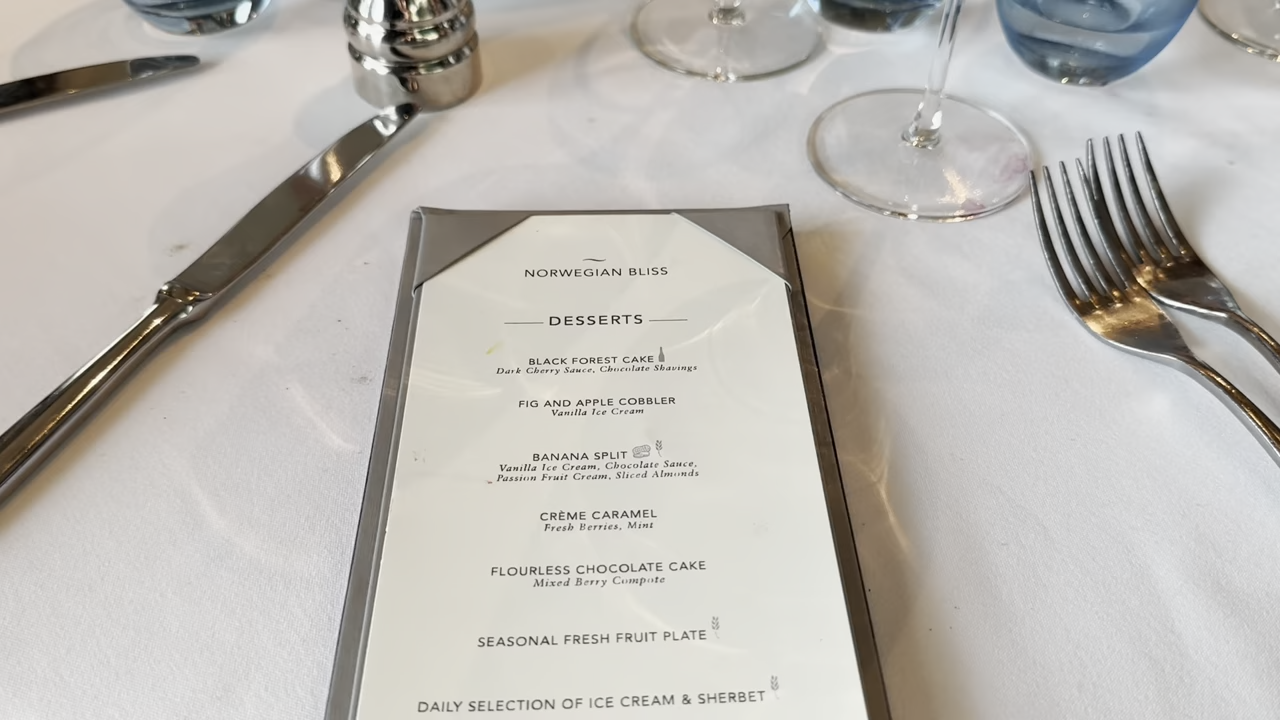 NORWEGIAN BLISS
DESSERTS
BLACK FOREST CAKE
Dark Cherry Sauce, Chocolate Shavings
FIG AND APPLE COBBLER
Vanilla Ice Cream
BANANA SPLIT
Vanilla Ice Cream, Chocolate Sauce,
Passion Fruit Cream, Sliced Almonds
CRÈME CARAMEL
Fresh Berries, Mint
FLOURLESS CHOCOLATE CAKE
Mixed Berry Compote
SEASONAL FRESH FRUIT PLATE
DAILY SELECTION OF ICE CREAM & SHERBET